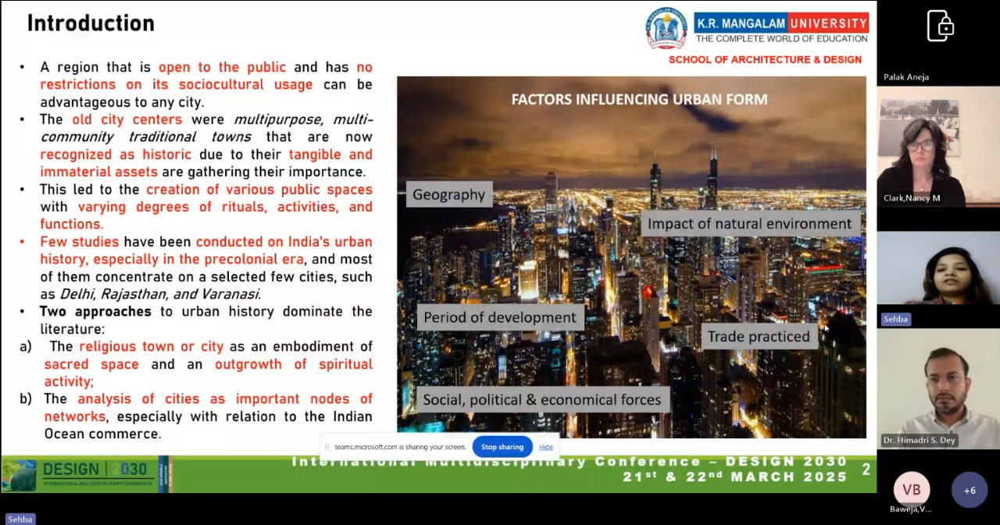 Introduction
K.R. MANGALAM UNIVERSITY
THE COMPLETE WORLD OF EDUCATION
SCHOOL OF ARCHITECTURE & DESIGN
• A region that is open to the public and has no
restrictions on its sociocultural usage can be
advantageous to any city.
• The old city centers were multipurpose, multi-
community traditional towns that are now
recognized as historic due to their tangible and
immaterial assets are gathering their importance.
• This led to the creation of various public spaces
with varying degrees of rituals, activities, and
functions.
• Few studies have been conducted on India's urban
history, especially in the precolonial era, and most
of them concentrate on a selected few cities, such
as Delhi, Rajasthan, and Varanasi.
• Two approaches to urban history dominate the
literature:
a) The religious town or city as an embodiment of
sacred space and an outgrowth of spiritual
activity;
b) The analysis of cities as important nodes of
networks, especially with relation to the Indian
Ocean commerce.
FACTORS INFLUENCING URBAN FORM
Geography
Impact of natural environment
Period of development
Trade practiced
Social, political & economical forces
teams.microsoft.com is sharing your screen.
Stop sharing
Hide
DESIGN | 2030
INTERNATIONAL MULTIDISCIPLINARY CONFERENCE
International Multidisciplinary Conference – DESIGN 2030
21st & 22nd MARCH 2025
2
Sehba
Palak Aneja
Clark,Nancy M
Sehba
Dr. Himadri S. Dey
VB
Baweja,V...
+6